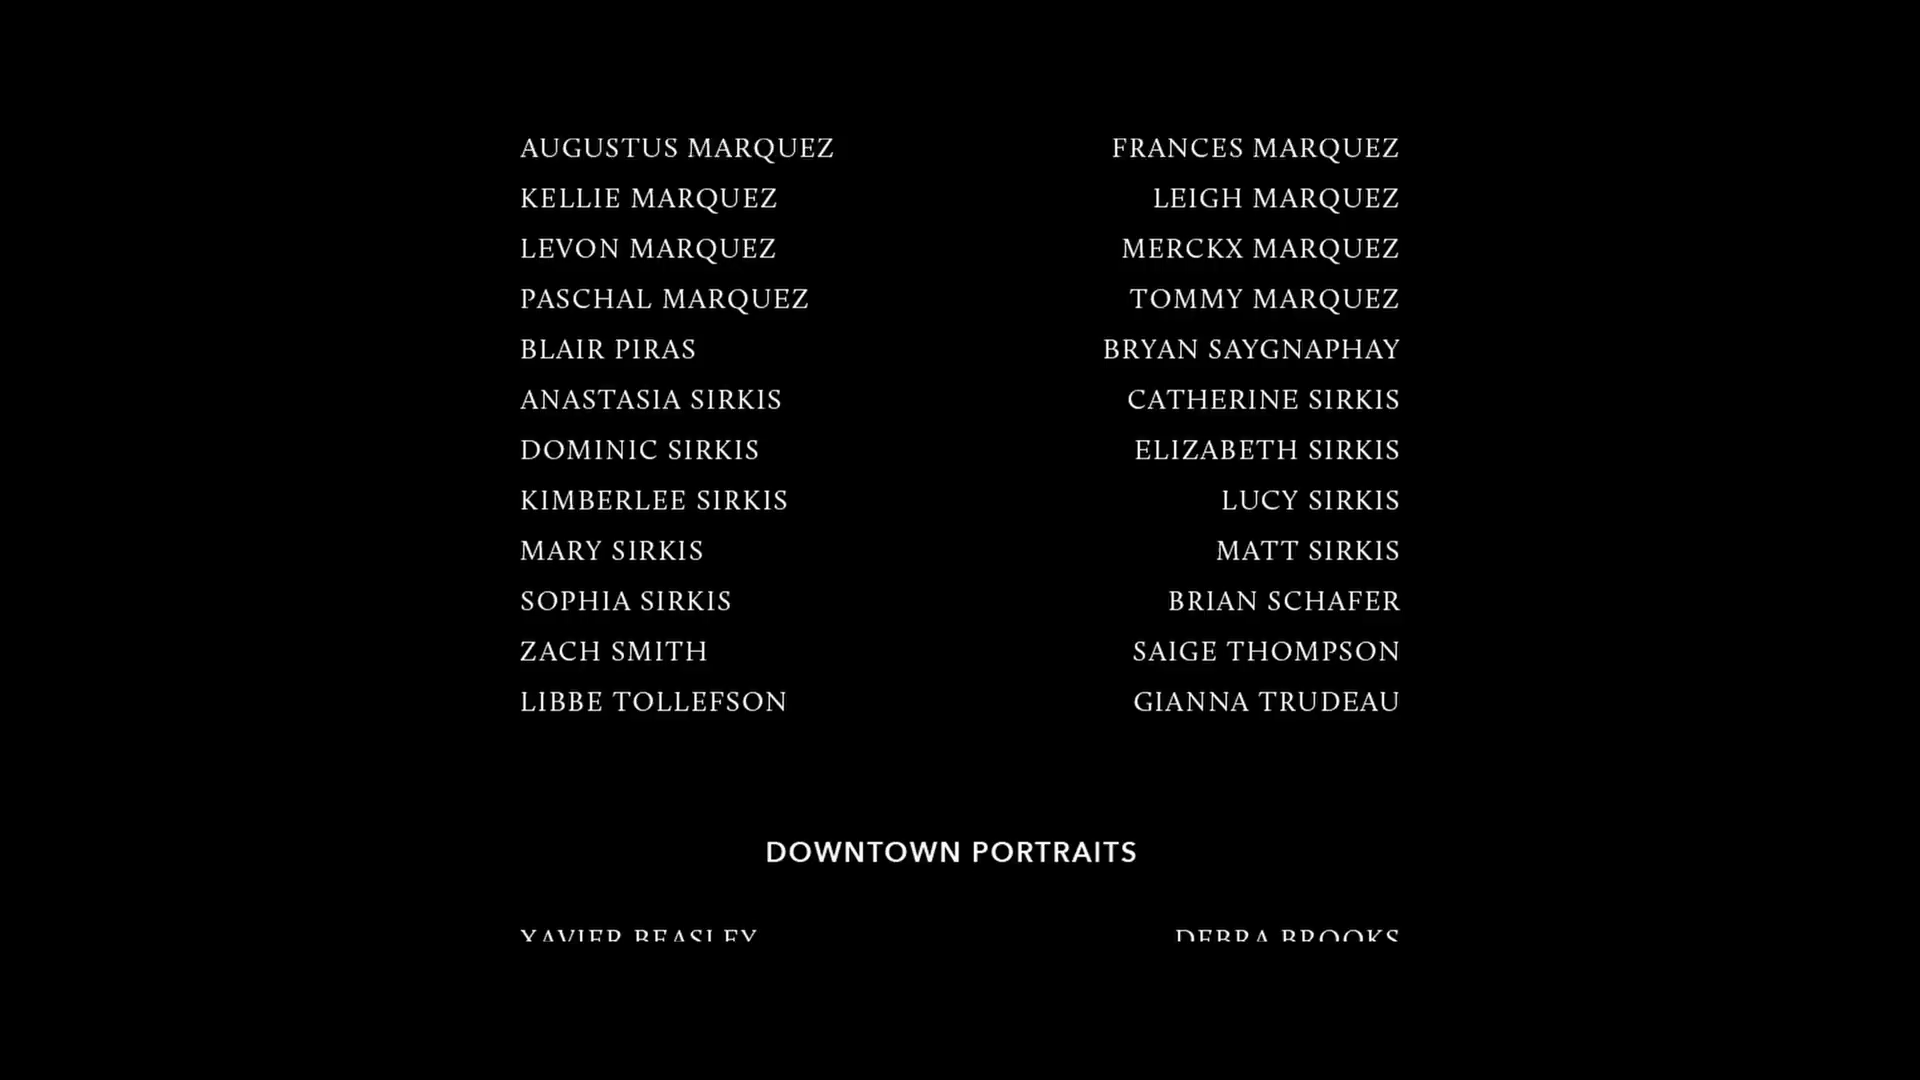 AUGUSTUS MARQUEZ FRANCES MARQUEZ
KELLIE MARQUEZ LEIGH MARQUEZ
LEVON MARQUEZ MERCKX MARQUEZ
PASCHAL MARQUEZ TOMMY MARQUEZ
BLAIR PIRAS BRYAN SAYGNAPHAY
ANASTASIA SIRKIS CATHERINE SIRKIS
DOMINIC SIRKIS ELIZABETH SIRKIS
KIMBERLEE SIRKIS LUCY SIRKIS
MARY SIRKIS MATT SIRKIS
SOPHIA SIRKIS BRIAN SCHAFER
ZACH SMITH SAIGE THOMPSON
LIBBE TOLLEFSON GIANNA TRUDEAU
DOWNTOWN PORTRAITS
XAVIER BEASLEY DEBRA BROOKS